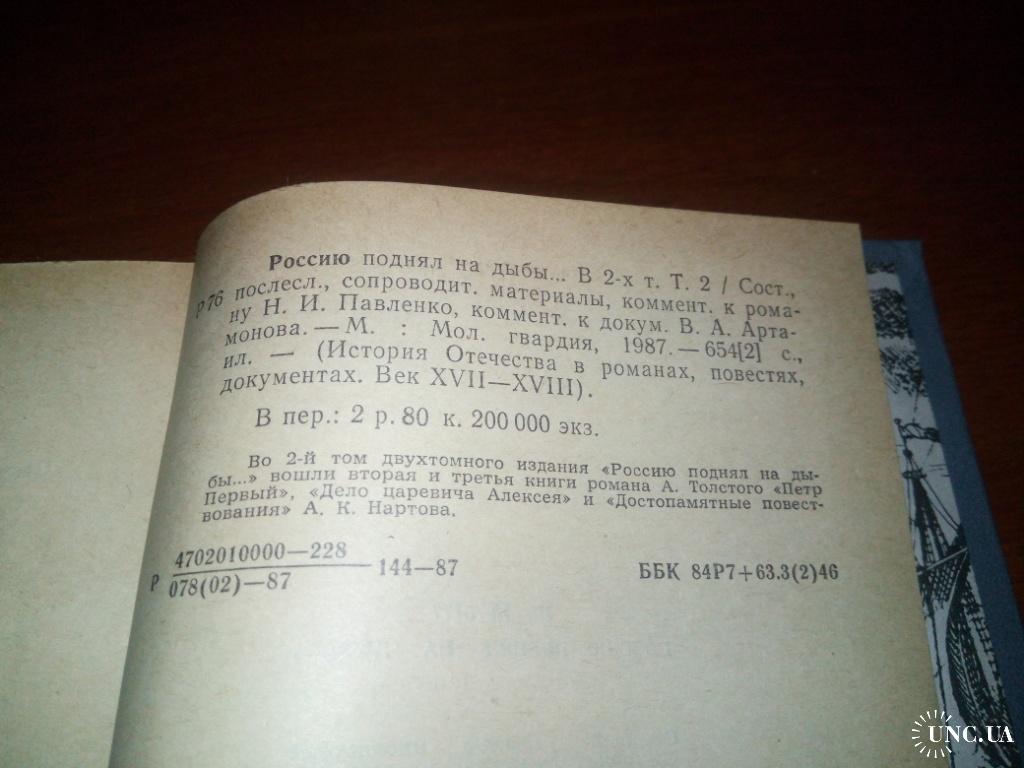 Россию поднял на дыбы... В 2-х т. Т. 2 / Сост.,
Р76 послесл., сопроводит. материалы, коммент. к рома-
ну Н. И. Павленко, коммент. к докум. В. А. Арта-
монова. — М. : Мол. гвардия, 1987. — 654[2] с.,
ил. — (История Отечества в романах, повестях,
документах. Век XVII—XVIII).
В пер.: 2 р. 80 к. 200 000 экз.
Во 2-й том двухтомного издания «Россию поднял на ды-
бы...» вошли вторая и третья книги романа А. Толстого «Петр
Первый», «Дело царевича Алексея» и «Достопамятные повест-
вования» А. К. Нартова.
Р 4702010000—228 144—87
078(02)—87
ББК 84Р7+63.3(2)46
UNC.UA